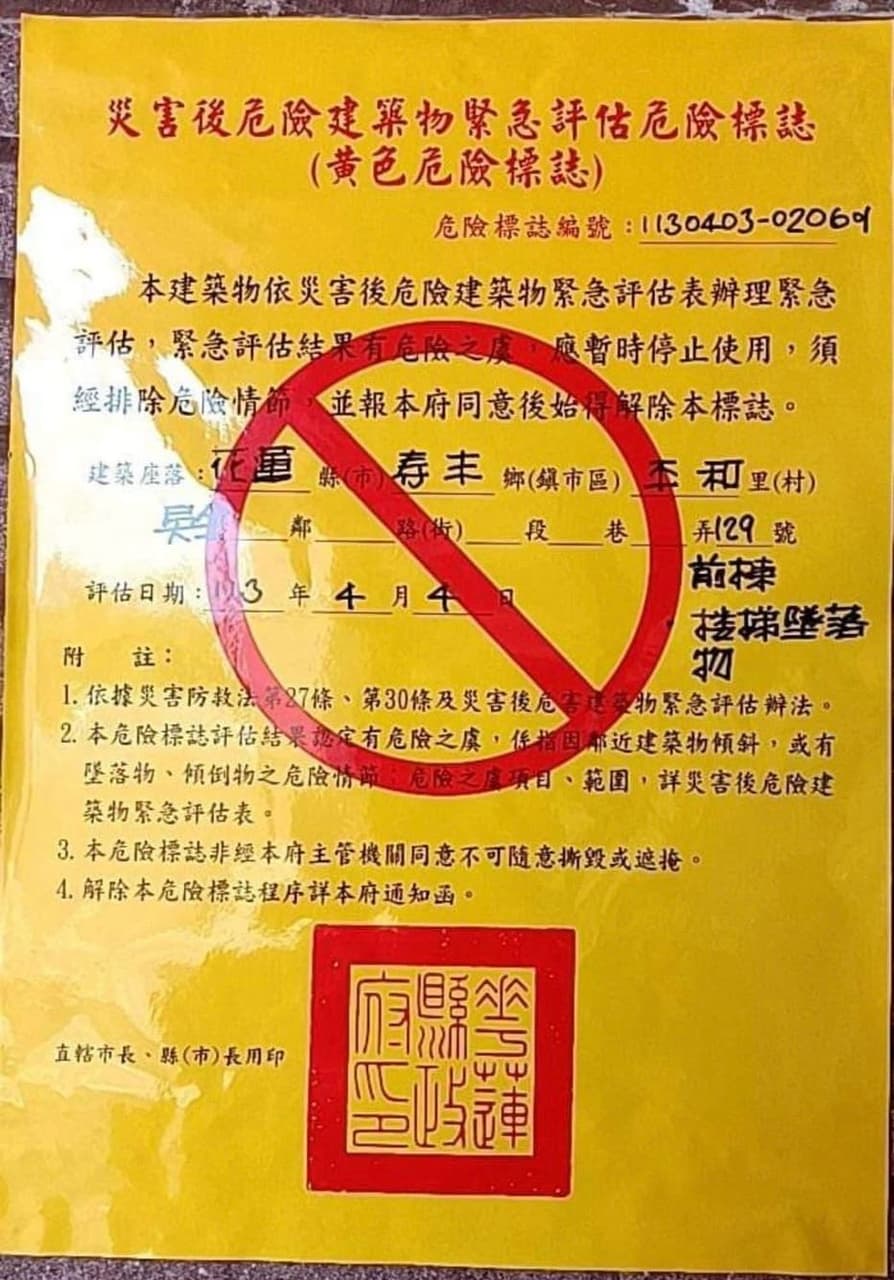 災害後危險建築物緊急評估危險標誌
(黃色危險標誌)
危險標誌編號：1130403-02069
本建築物依災害後危險建築物緊急評估表辦理緊急
評估，緊急評估結果有危險之虞，應暫時停止使用，須
經排除危險情節，並報本府同意後始得解除本標誌。
建築座落：花蓮縣(市)壽丰鄉(鎮市區)和里(村)
鄰路(街)段巷弄129號
前棟
評估日期：113年4月4日
墜落
物
附註：
1.依據災害防救法第27條、第30條及災害後危害建築物緊急評估辦法。
2.本危險標誌評估結果認定有危險之虞，係指因鄰近建築物傾斜，或有
墜落物、傾倒物之危險情節；危險之虞項目、範圍，詳災害後危險建
築物緊急評估表。
3.本危險標誌非經本府主管機關同意不可隨意撕毀或遮掩。
4.解除本危險標誌程序詳本府通知函。
直轄市長、縣(市)長用印
花蓮縣政府印